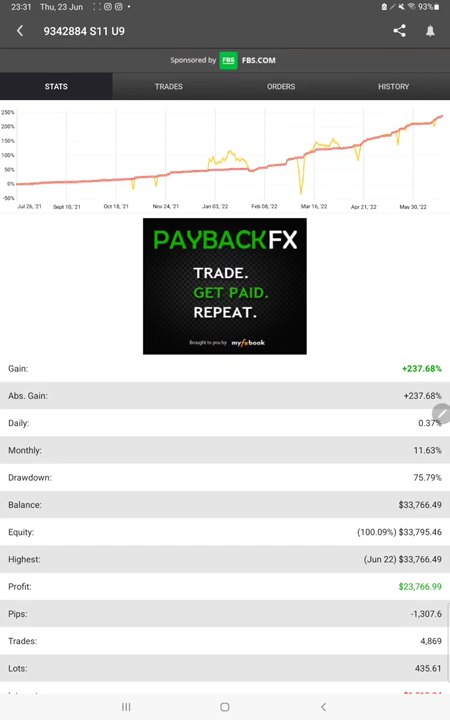 23:31 Thu, 23 Jun 93%
9342884 S11 U9
Sponsored by FBS FBS.COM
STATS TRADES ORDERS HISTORY
250%
200%
150%
100%
50%
0%
-50%
Jul 26, '21 Sept 10, '21 Oct 18, '21 Nov 24, '21 Jan 03, '22 Feb 08, '22 Mar 16, '22 Apr 21, '22 May 30, '22
PAYBACKFX
TRADE.
GET PAID.
REPEAT.
Brought to you by myfxbook
Gain: +237.68%
Abs. Gain: +237.68%
Daily: 0.37%
Monthly: 11.63%
Drawdown: 75.79%
Balance: $33,766.49
Equity: (100.09%) $33,795.46
Highest: (Jun 22) $33,766.49
Profit: $23,766.99
Pips: -1,307.6
Trades: 4,869
Lots: 435.61